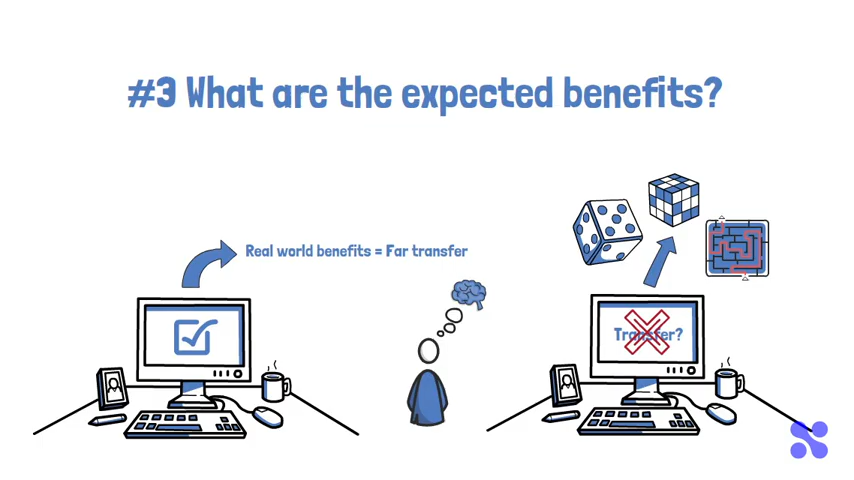 #3 What are the expected benefits?
Real world benefits = Far transfer
Transfer?